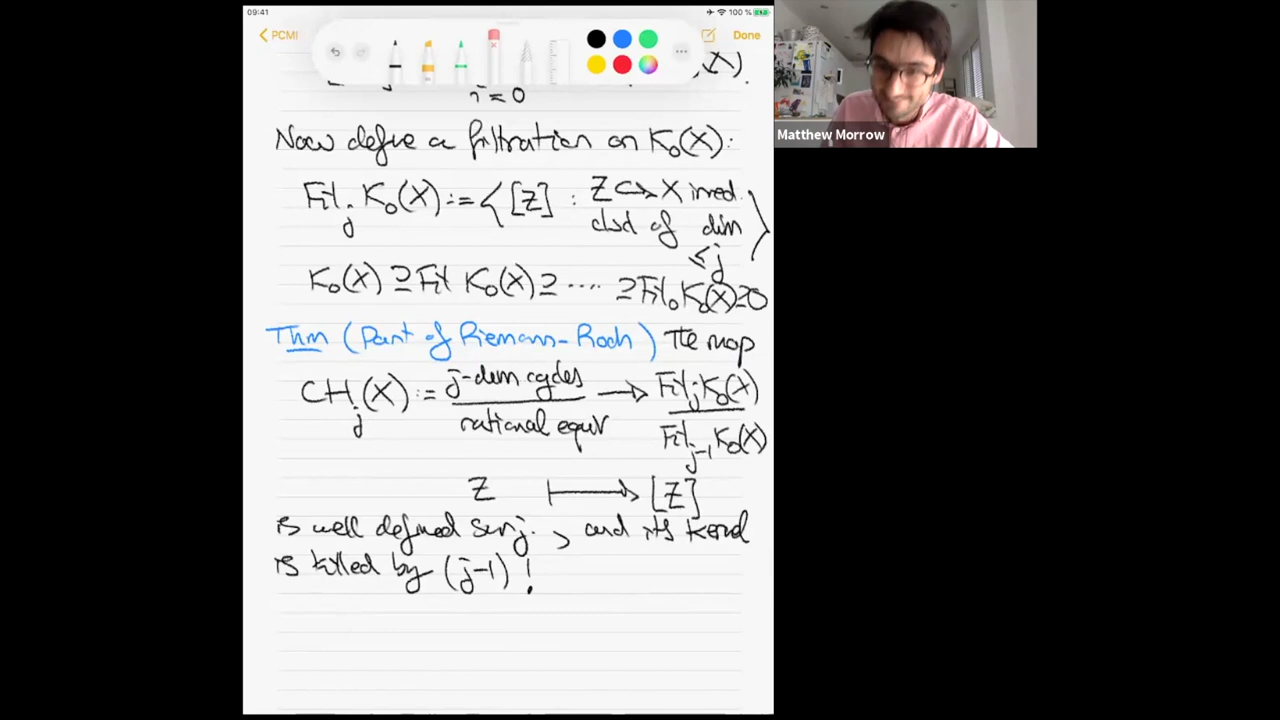 09:41 100 %
PCMI Done
X).
i=0
Now define a filtration on K₀(X):
Fil_j K₀(X) := < [Z] : Z ↪ X irred.
clsd of dim
≤ j >
K₀(X) ⊇ Fil K₀(X) ⊇ .... ⊇ Fil₀ K₀(X) ⊇ 0
Thm (Part of Riemann-Roch) The map
CH_j(X) := j-dim cycles / rational equiv → Fil_j K₀(X) / Fil_{j-1} K₀(X)
Z ↦ [Z]
is well defined surj., and its kernel
is killed by (j-1)!
Matthew Morrow